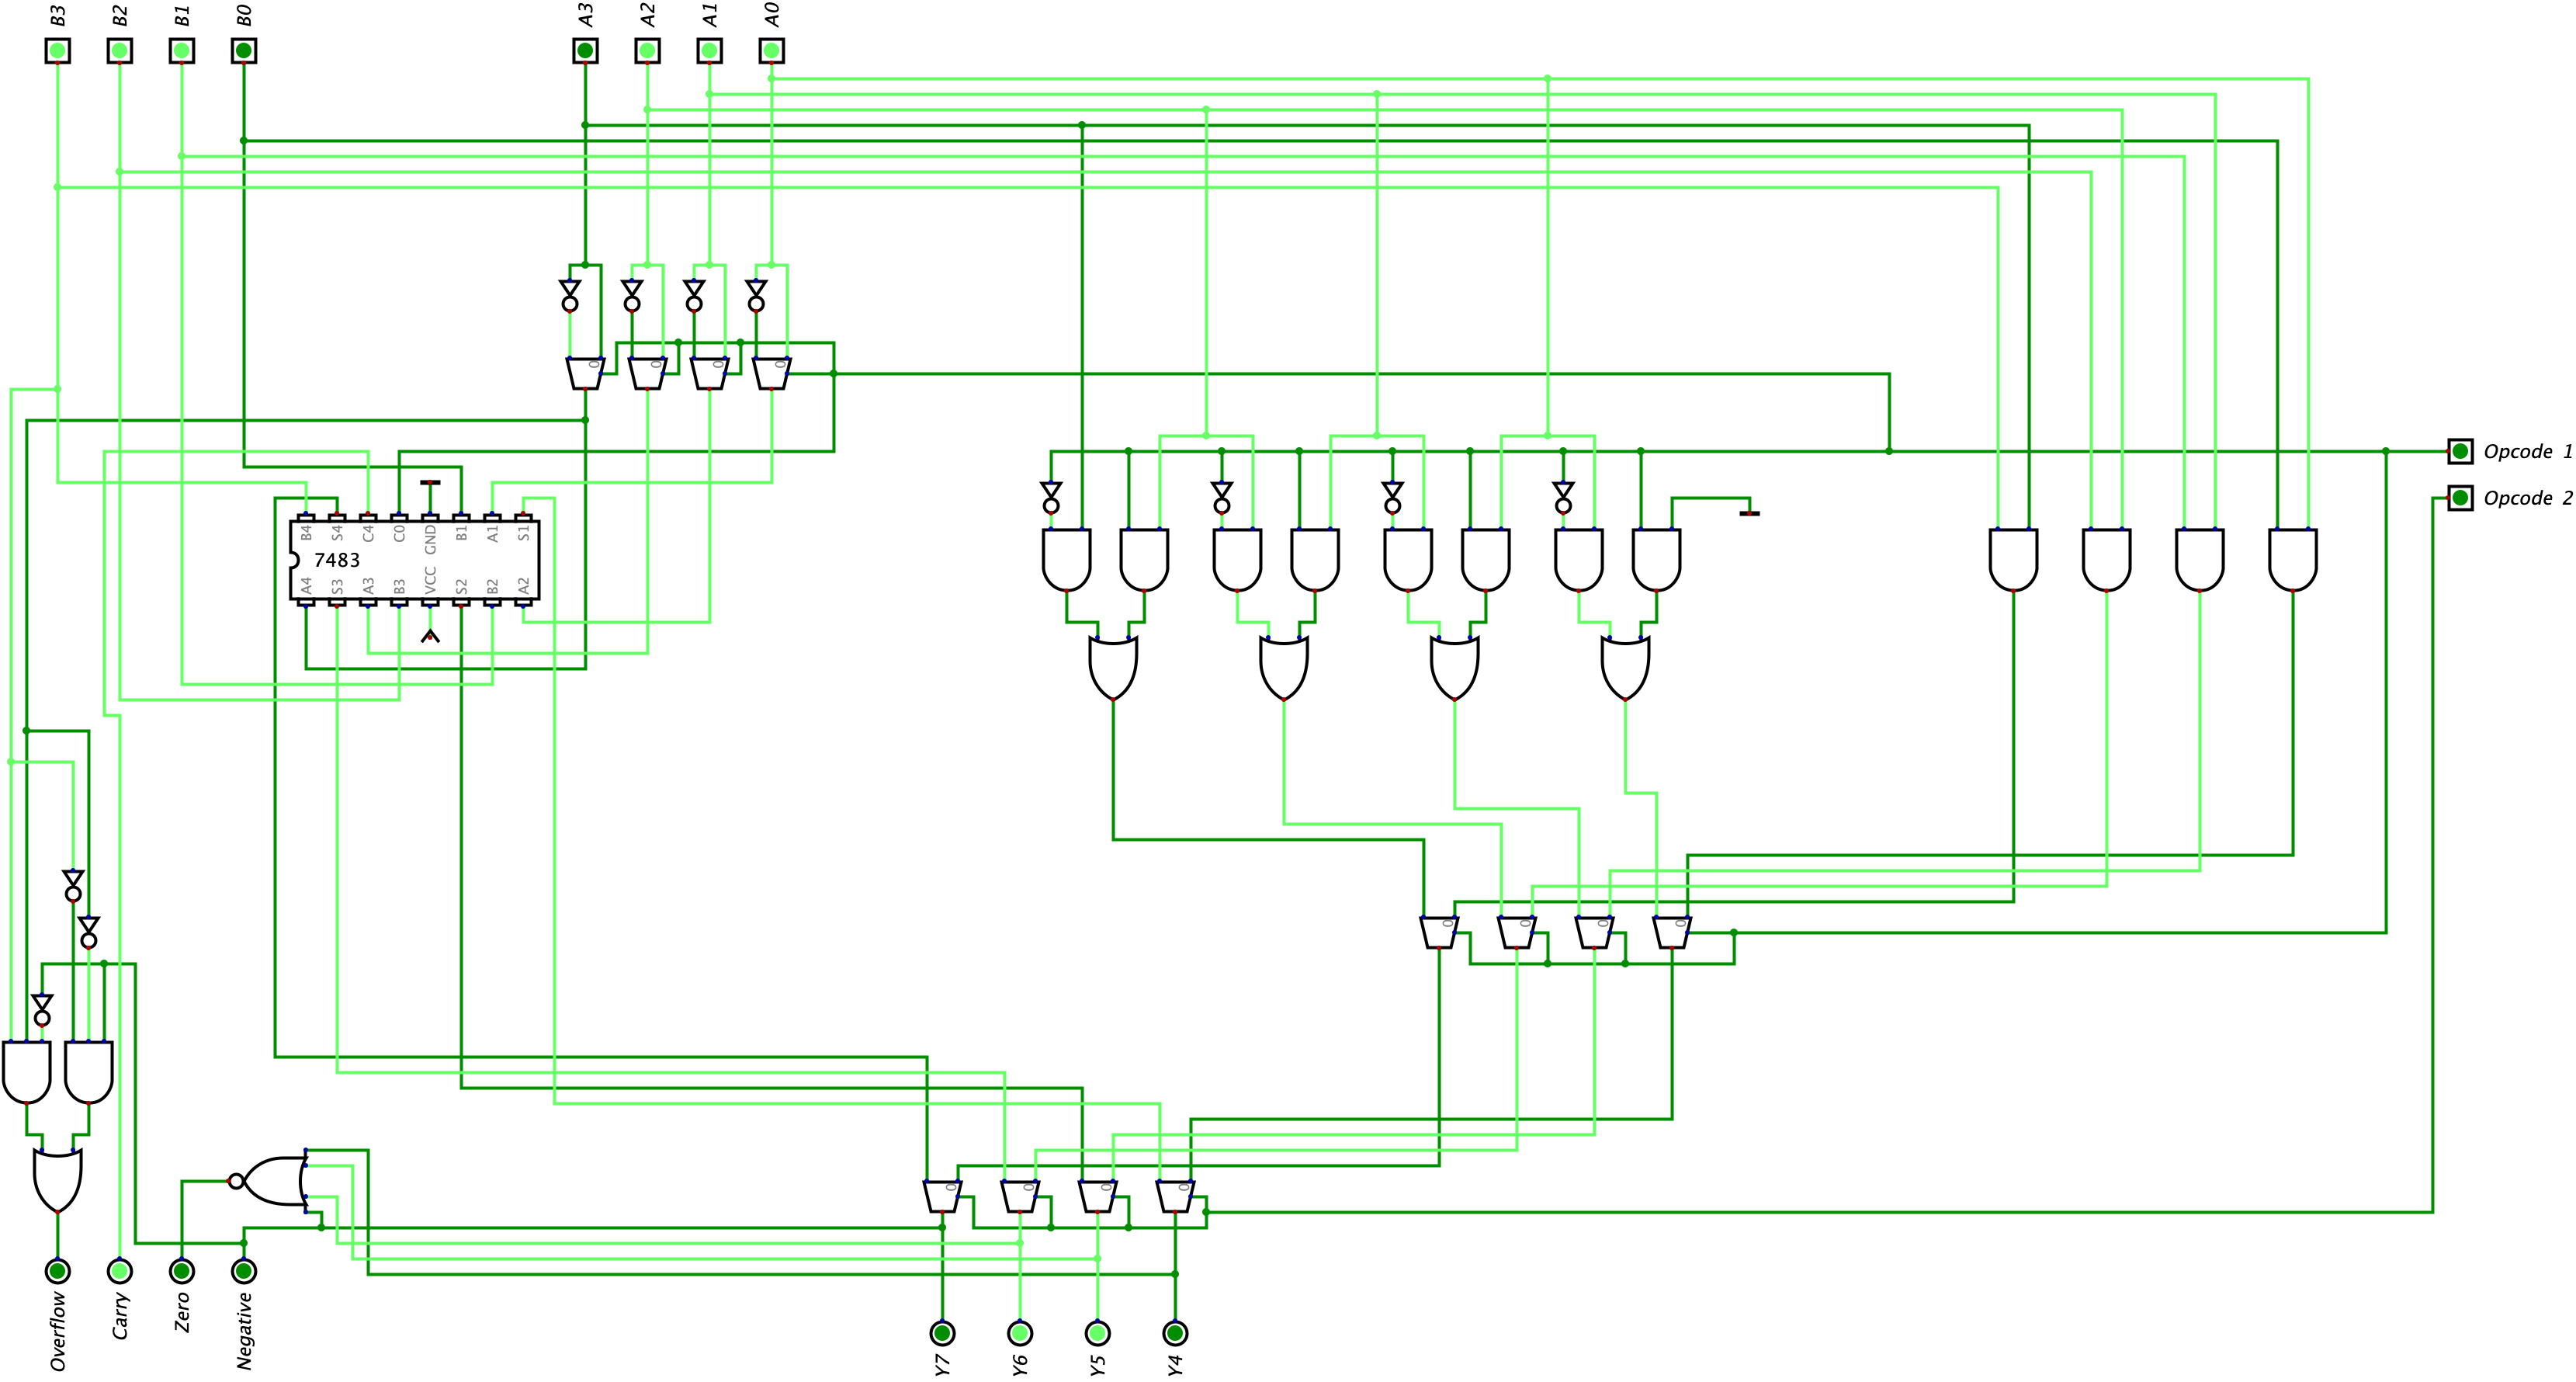 B3
B2
B1
B0
A3
A2
A1
A0
0
0
0
0
Opcode 1
Opcode 2
B4
S4
C4
C0
GND
B1
A1
S1
7483
A4
S3
A3
B3
VCC
S2
B2
A2
0
0
0
0
0
0
0
0
Overflow
Carry
Zero
Negative
Y7
Y6
Y5
Y4